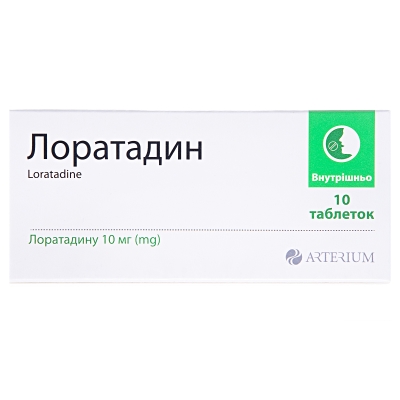 Лоратадин
Loratadine
Внутрішньо
10
таблеток
Лоратадину 10 мг (mg)
ARTERIUM